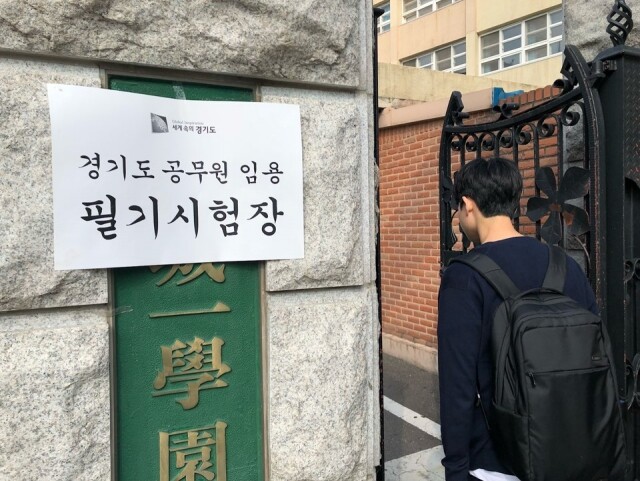 세계 속의 경기도
경기도 공무원 임용
필기시험장
一
學
園